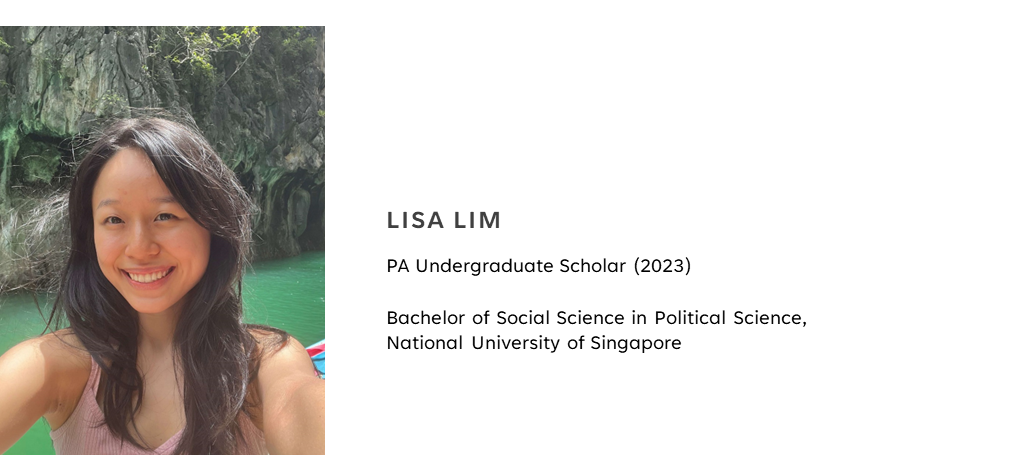 LISA LIM
PA Undergraduate Scholar (2023)
Bachelor of Social Science in Political Science,
National University of Singapore